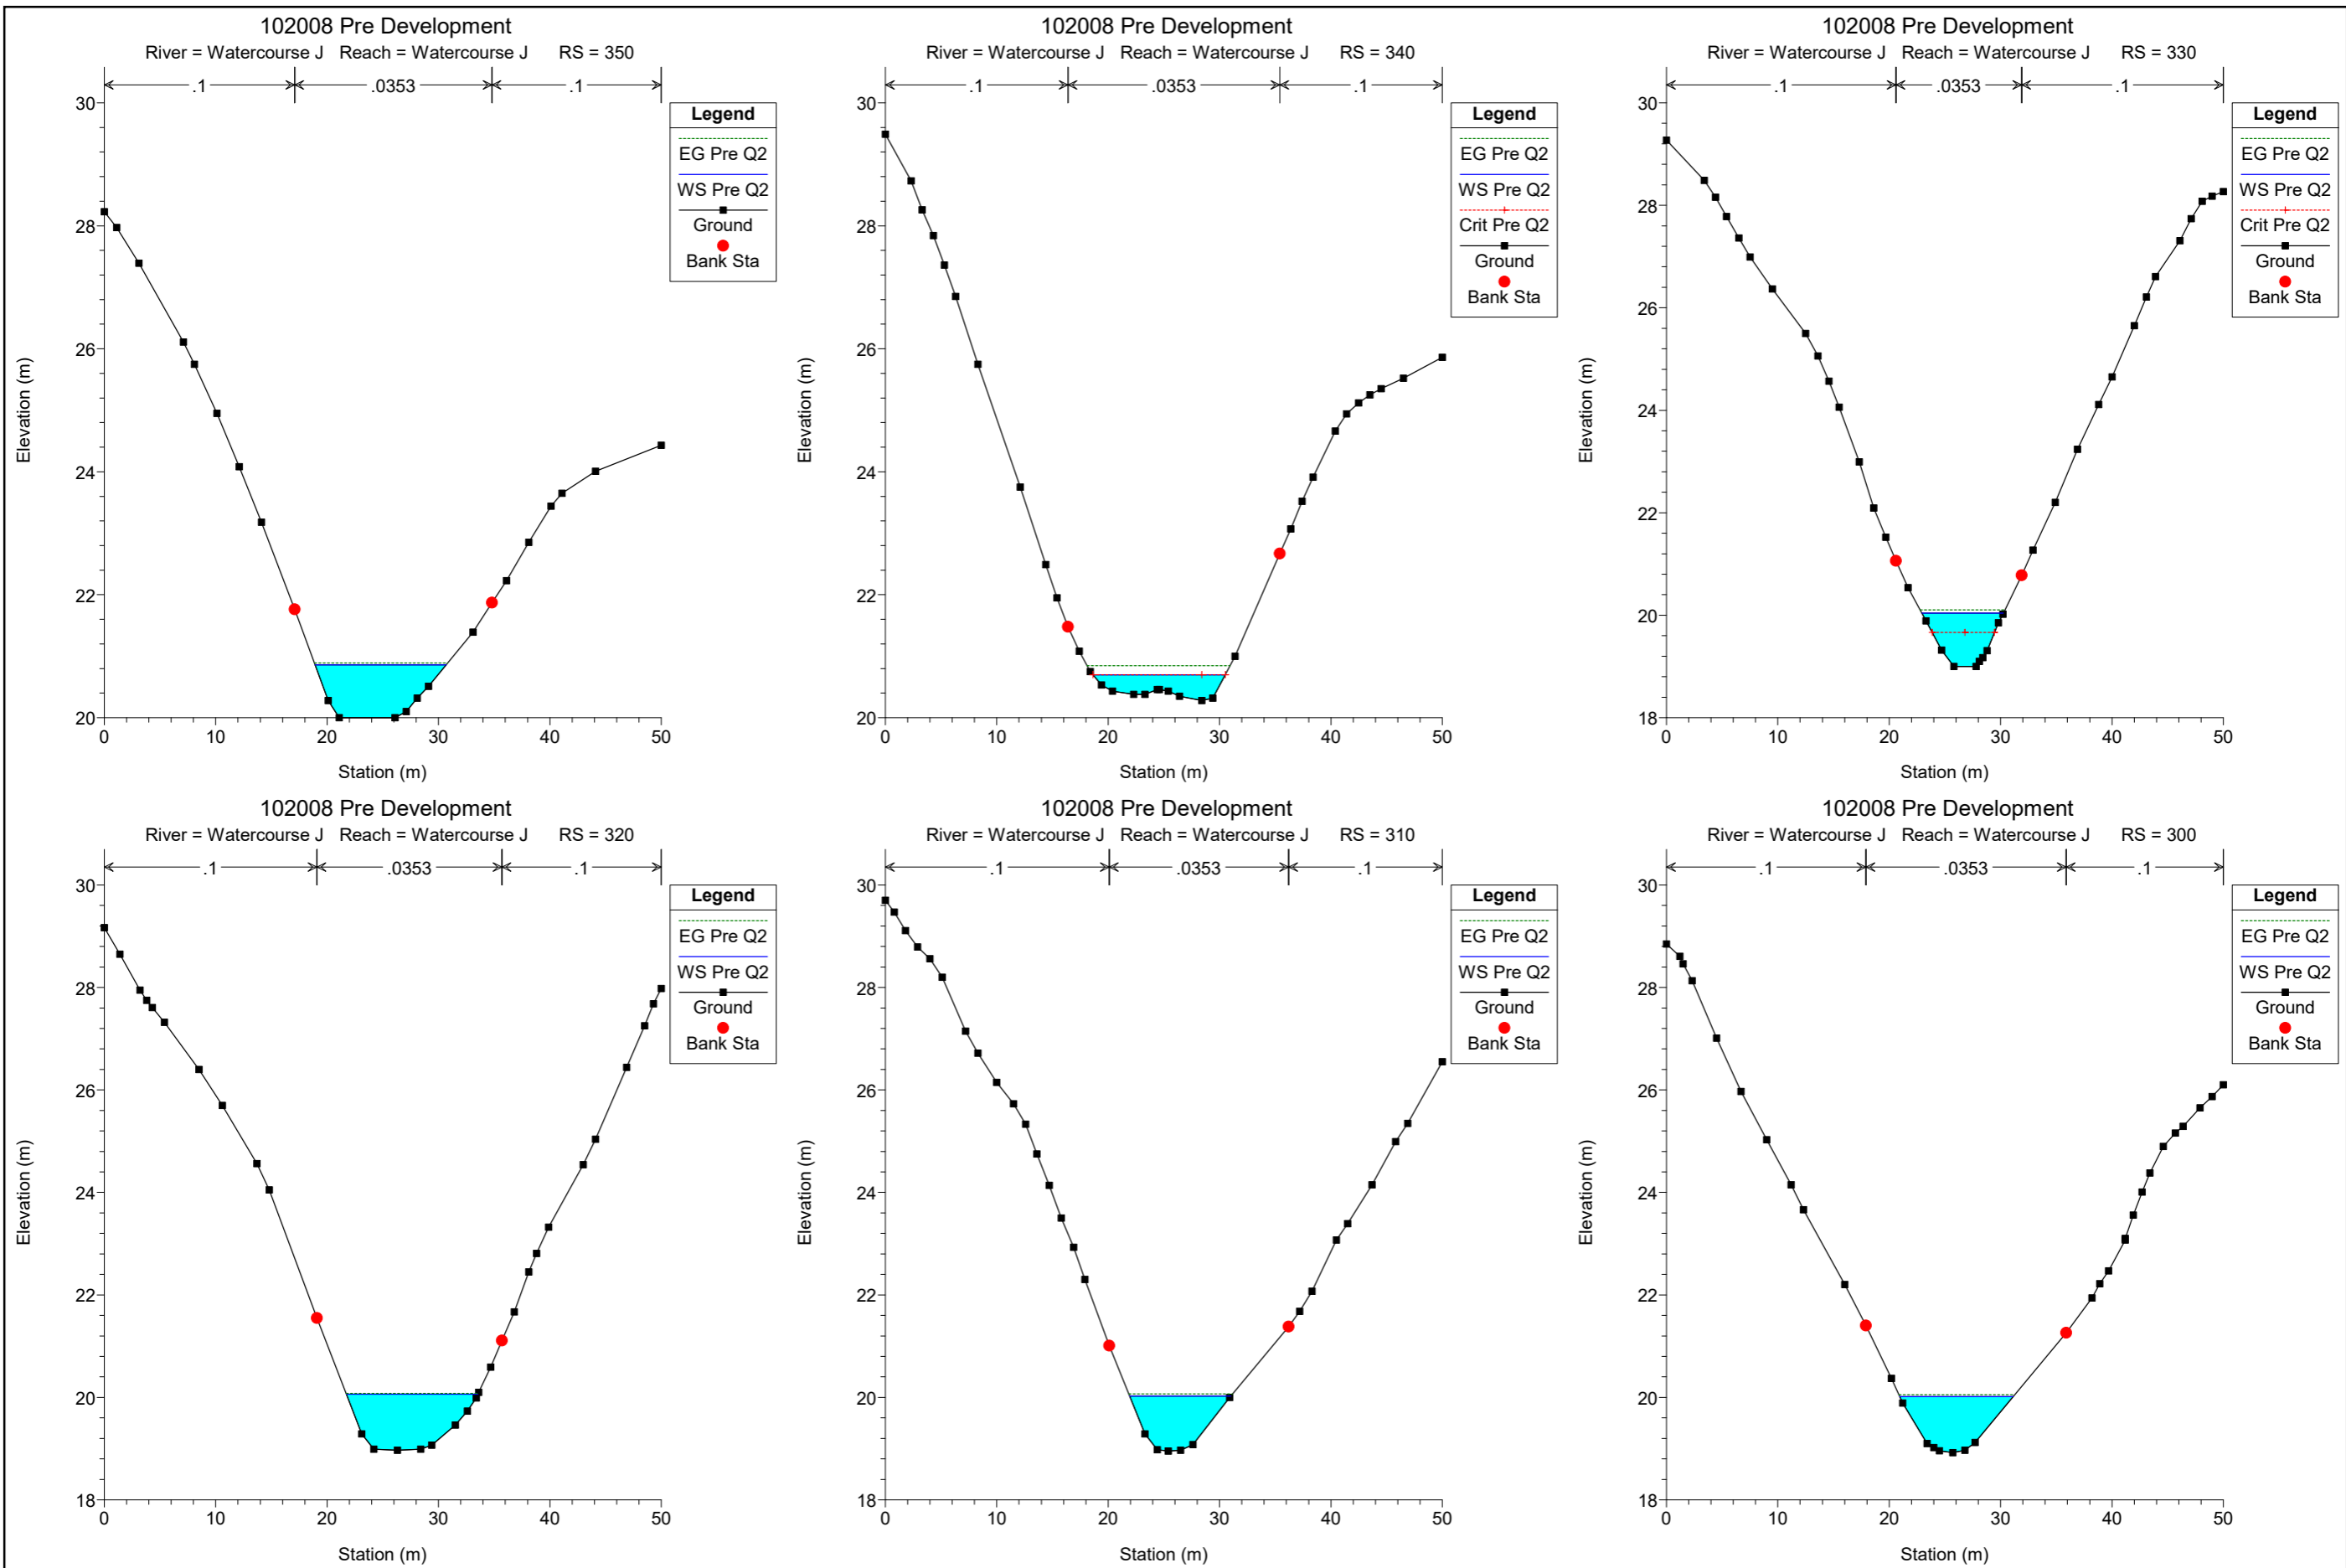 102008 Pre Development
River = Watercourse J Reach = Watercourse J RS = 350
.1 .0353 .1
30
28
26
24
22
20
Elevation (m)
0 10 20 30 40 50
Station (m)
Legend
EG Pre Q2
WS Pre Q2
Ground
Bank Sta
102008 Pre Development
River = Watercourse J Reach = Watercourse J RS = 340
.1 .0353 .1
30
28
26
24
22
20
Elevation (m)
0 10 20 30 40 50
Station (m)
Legend
EG Pre Q2
WS Pre Q2
Crit Pre Q2
Ground
Bank Sta
102008 Pre Development
River = Watercourse J Reach = Watercourse J RS = 330
.1 .0353 .1
30
28
26
24
22
20
18
Elevation (m)
0 10 20 30 40 50
Station (m)
Legend
EG Pre Q2
WS Pre Q2
Crit Pre Q2
Ground
Bank Sta
102008 Pre Development
River = Watercourse J Reach = Watercourse J RS = 320
.1 .0353 .1
30
28
26
24
22
20
18
Elevation (m)
0 10 20 30 40 50
Station (m)
Legend
EG Pre Q2
WS Pre Q2
Ground
Bank Sta
102008 Pre Development
River = Watercourse J Reach = Watercourse J RS = 310
.1 .0353 .1
30
28
26
24
22
20
18
Elevation (m)
0 10 20 30 40 50
Station (m)
Legend
EG Pre Q2
WS Pre Q2
Ground
Bank Sta
102008 Pre Development
River = Watercourse J Reach = Watercourse J RS = 300
.1 .0353 .1
30
28
26
24
22
20
18
Elevation (m)
0 10 20 30 40 50
Station (m)
Legend
EG Pre Q2
WS Pre Q2
Ground
Bank Sta